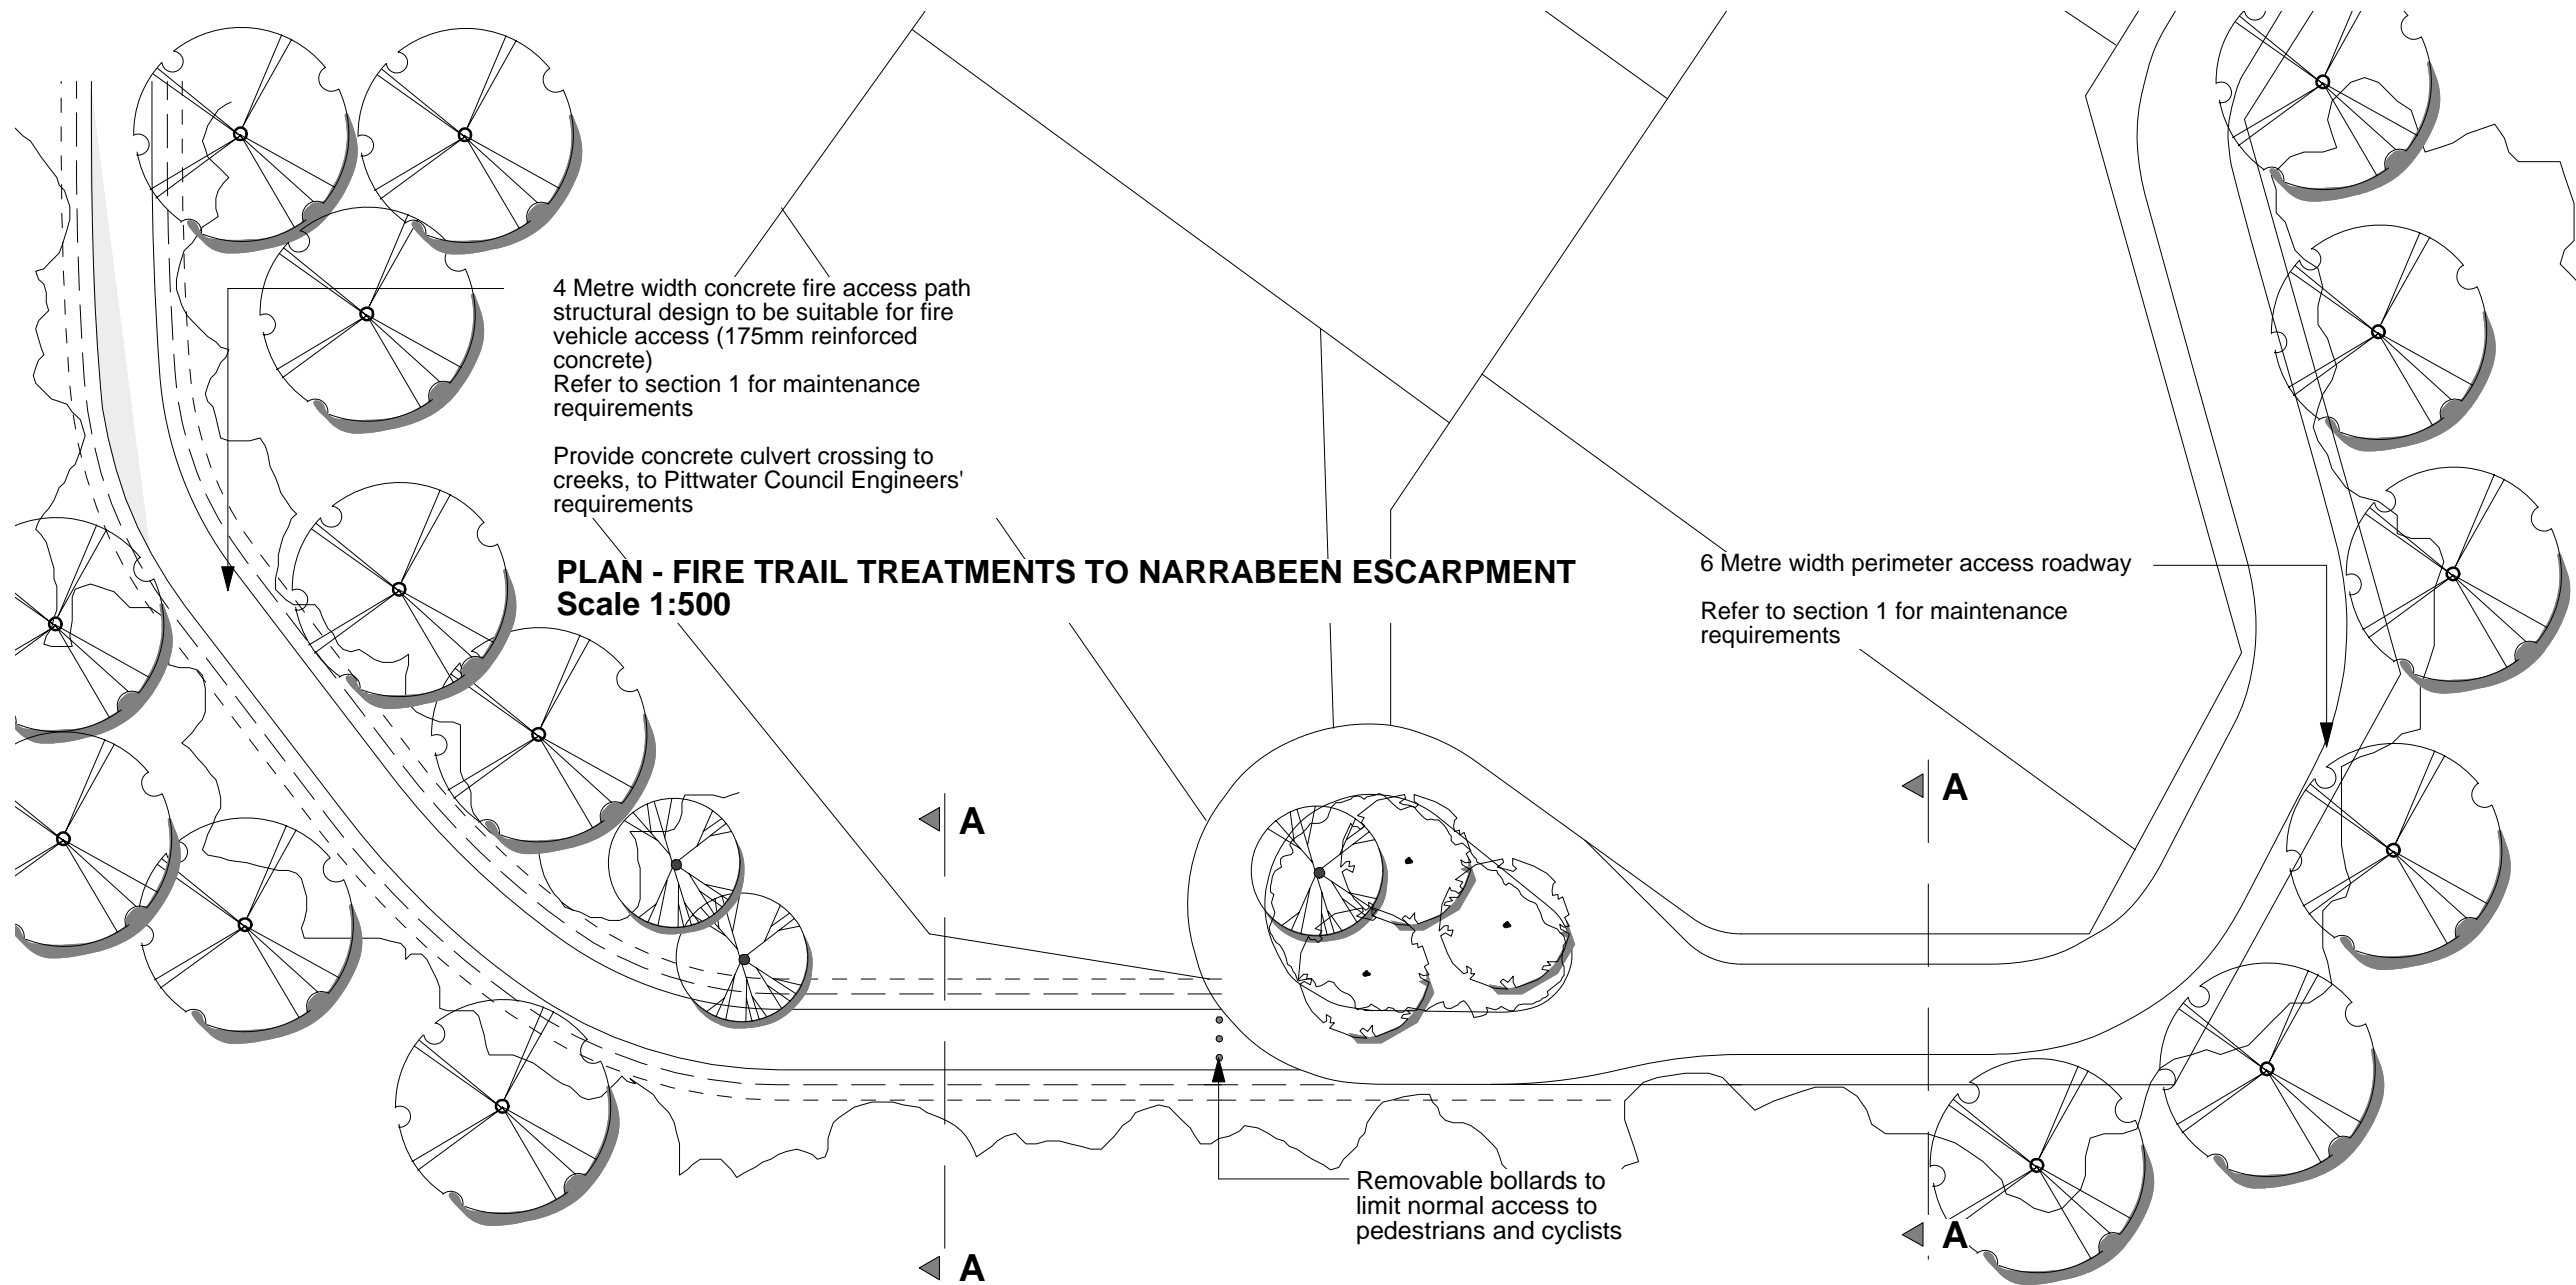 4 Metre width concrete fire access path
structural design to be suitable for fire
vehicle access (175mm reinforced
concrete)
Refer to section 1 for maintenance
requirements
Provide concrete culvert crossing to
creeks, to Pittwater Council Engineers'
requirements
PLAN - FIRE TRAIL TREATMENTS TO NARRABEEN ESCARPMENT
Scale 1:500
6 Metre width perimeter access roadway
Refer to section 1 for maintenance
requirements
A
A
Removable bollards to
limit normal access to
pedestrians and cyclists
A
A